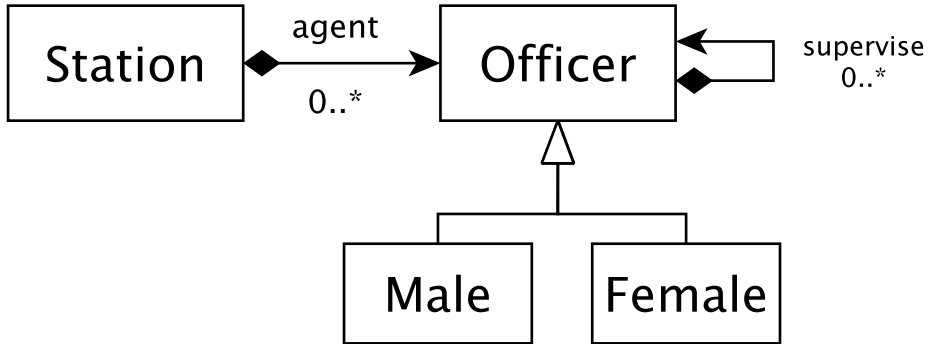 Station
agent
0..*
Officer
supervise
0..*
Male
Female